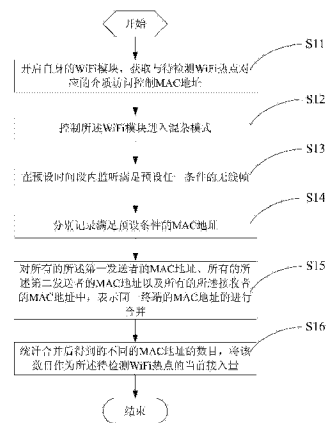 开始
S11
开启自身的WiFi模块，获取与待检测WiFi热点对
应的介质访问控制MAC地址
S12
控制所述WiFi模块进入混杂模式
S13
在预设时间段内监听满足预设任一条件的无线帧
S14
分别记录满足预设条件的MAC地址
S15
对所有的所述第一发送者的MAC地址、所有的所
述第二发送者的MAC地址以及所有的所述接收者
的MAC地址中，表示同一终端的MAC地址的进行
合并
S16
统计合并后得到的不同的MAC地址的数目，将该
数目作为所述待检测WiFi热点的当前接入量
结束